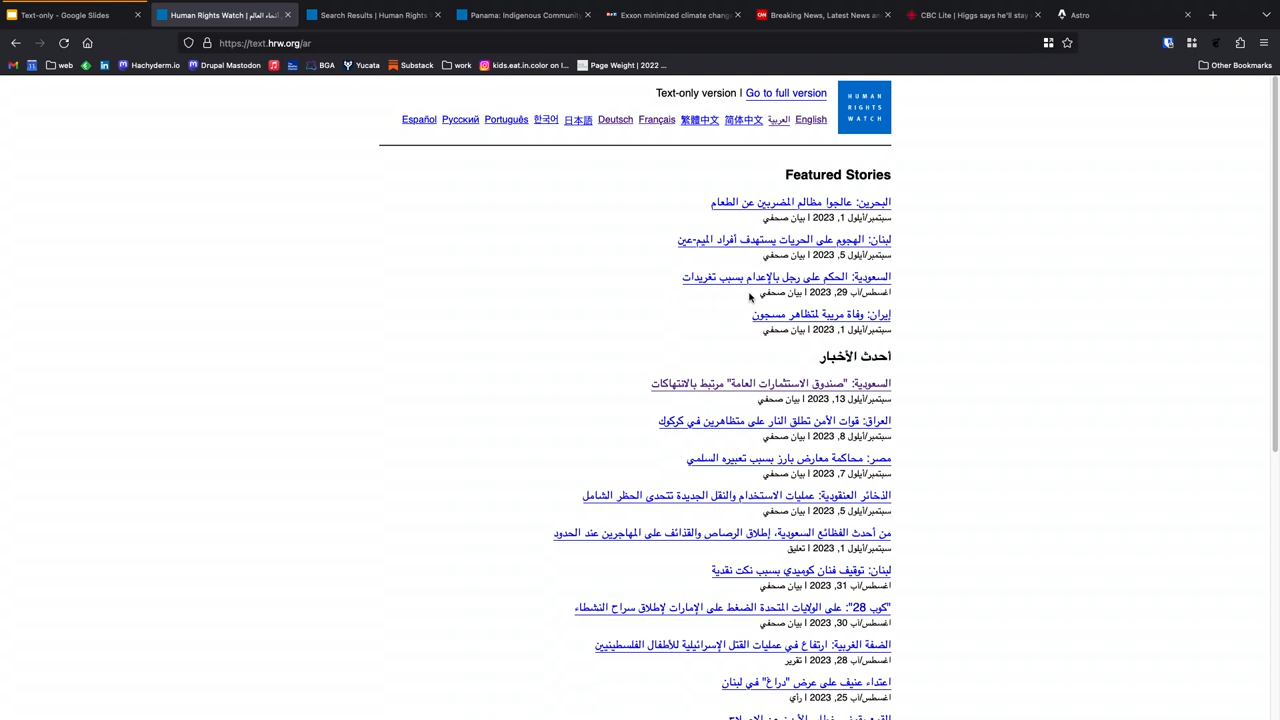 Text-only - Google Slides
Human Rights Watch | أنحاء العالم
Search Results | Human Rights
Panama: Indigenous Community
Exxon minimized climate chan
Breaking News, Latest News an
CBC Lite | Higgs says he'll stay
Astro
https://text.hrw.org/ar
web
Hachyderm.io
Drupal Mastodon
BGA
Yucata
Substack
work
kids.eat.in.color on I...
Page Weight | 2022 ...
Other Bookmarks
Text-only version | Go to full version
HUMAN
RIGHTS
WATCH
Español Русский Português 한국어 日本語 Deutsch Français 繁體中文 简体中文 العربية English
Featured Stories
البحرين: عالجوا مظالم المضربين عن الطعام
سبتمبر/أيلول 1, 2023 | بيان صحفي
لبنان: الهجوم على الحريات يستهدف أفراد الميم-عين
سبتمبر/أيلول 5, 2023 | بيان صحفي
السعودية: الحكم على رجل بالإعدام بسبب تغريدات
اغسطس/آب 29, 2023 | بيان صحفي
إيران: وفاة مريبة لمتظاهر مسجون
سبتمبر/أيلول 1, 2023 | بيان صحفي
أحدث الأخبار
السعودية: "صندوق الاستثمارات العامة" مرتبط بالانتهاكات
سبتمبر/أيلول 13, 2023 | بيان صحفي
العراق: قوات الأمن تطلق النار على متظاهرين في كركوك
سبتمبر/أيلول 8, 2023 | بيان صحفي
مصر: محاكمة معارض بارز بسبب تعبيره السلمي
سبتمبر/أيلول 7, 2023 | بيان صحفي
الذخائر العنقودية: عمليات الاستخدام والنقل الجديدة تتحدى الحظر الشامل
سبتمبر/أيلول 5, 2023 | بيان صحفي
من أحدث الفظائع السعودية، إطلاق الرصاص والقذائف على المهاجرين عند الحدود
سبتمبر/أيلول 1, 2023 | تعليق
لبنان: توقيف فنان كوميدي بسبب نكت نقدية
اغسطس/آب 31, 2023 | بيان صحفي
"كوب 28": على الولايات المتحدة الضغط على الإمارات لإطلاق سراح النشطاء
اغسطس/آب 30, 2023 | بيان صحفي
الضفة الغربية: ارتفاع في عمليات القتل الإسرائيلية للأطفال الفلسطينيين
اغسطس/آب 28, 2023 | تقرير
اعتداء عنيف على عرض "دراغ" في لبنان
اغسطس/آب 25, 2023 | رأي